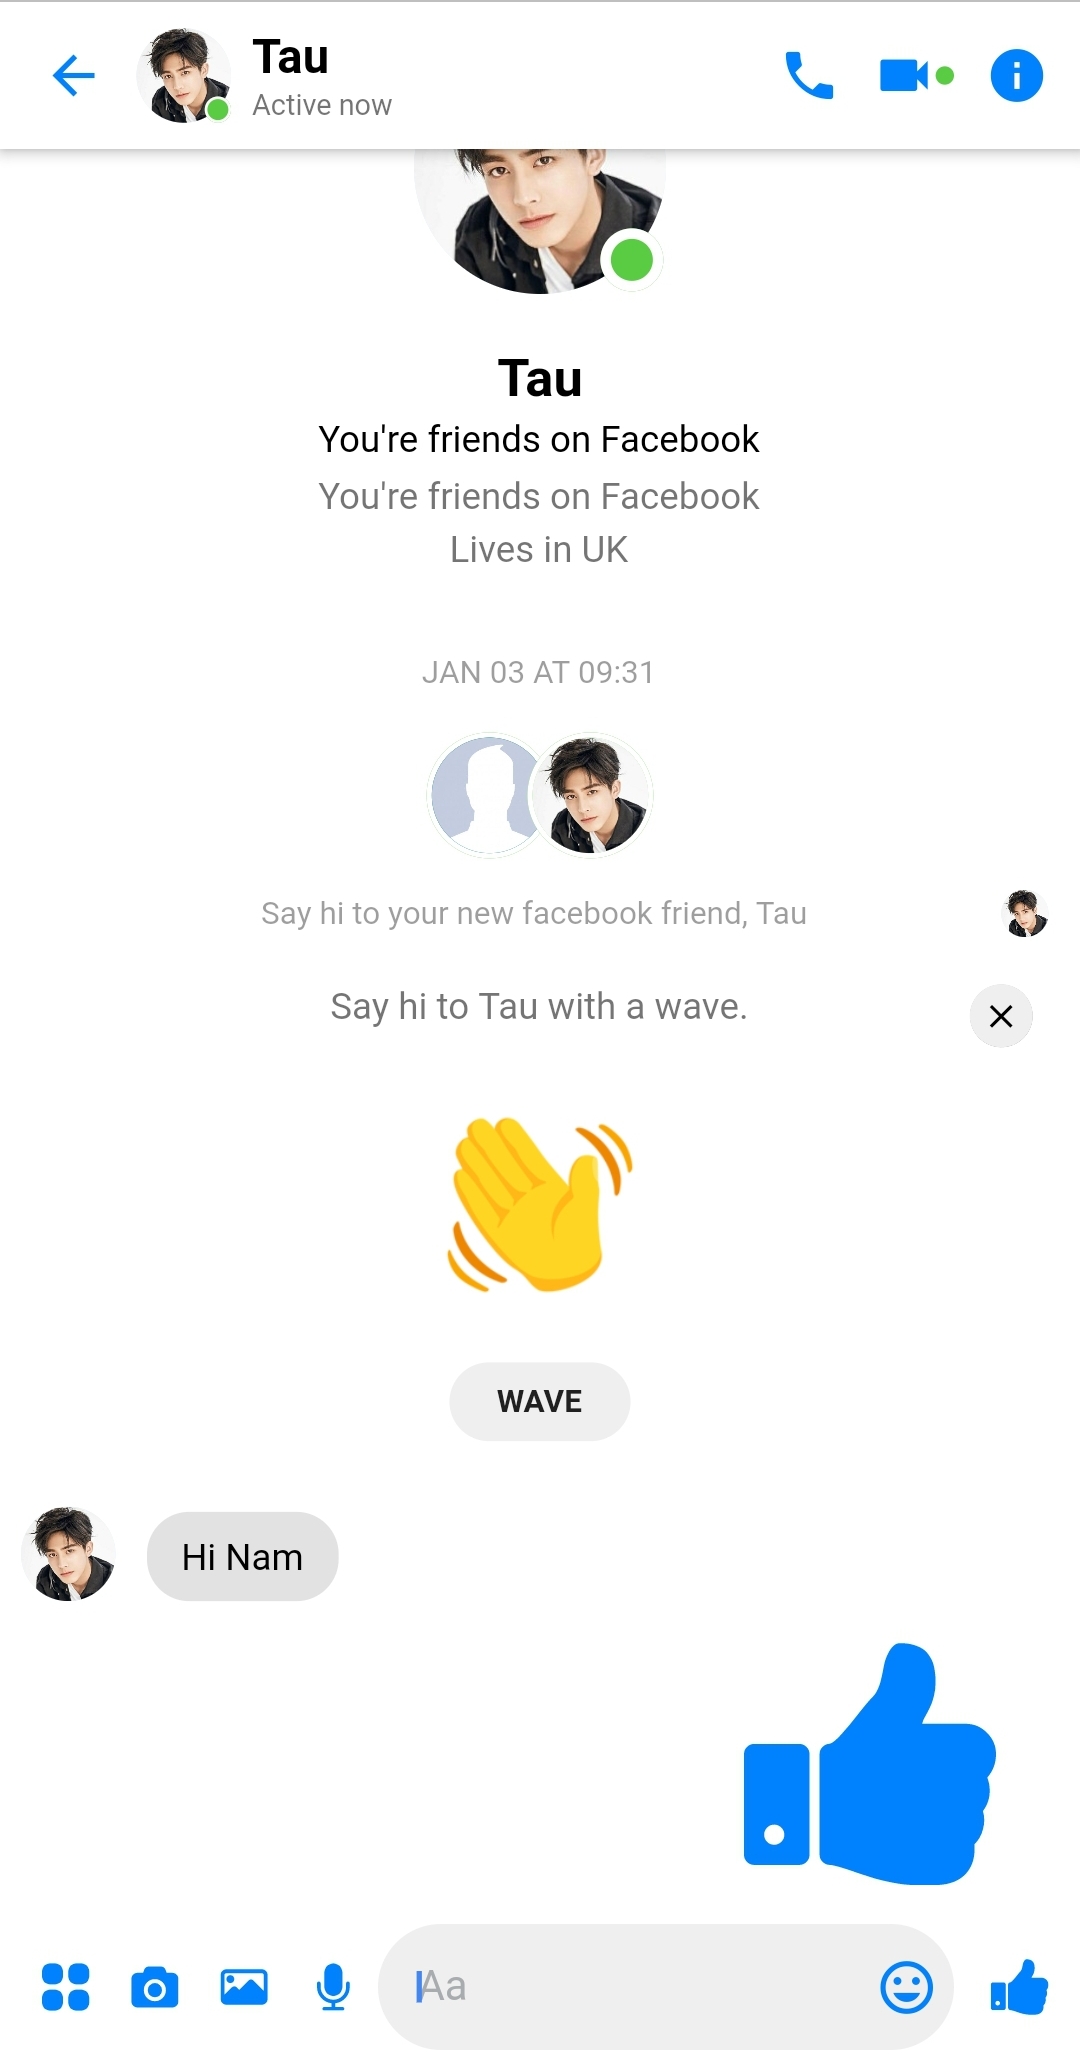 Tau
Active now
Tau
You're friends on Facebook
You're friends on Facebook
Lives in UK
JAN 03 AT 09:31
Say hi to your new facebook friend, Tau
Say hi to Tau with a wave.
WAVE
Hi Nam
Aa